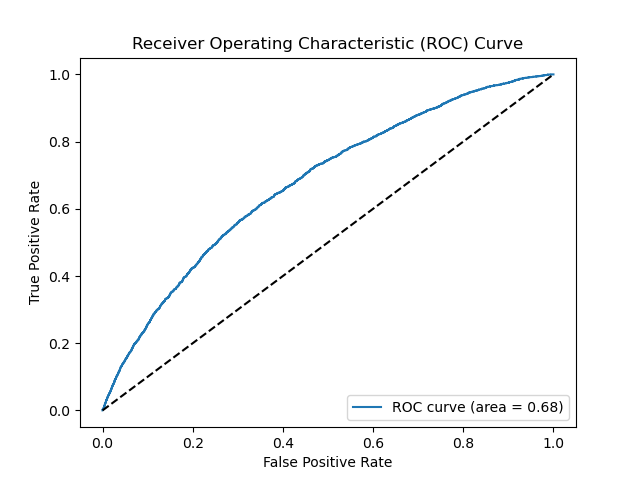 Receiver Operating Characteristic (ROC) Curve
True Positive Rate
1.0
0.8
0.6
0.4
0.2
0.0
ROC curve (area = 0.68)
0.0 0.2 0.4 0.6 0.8 1.0
False Positive Rate